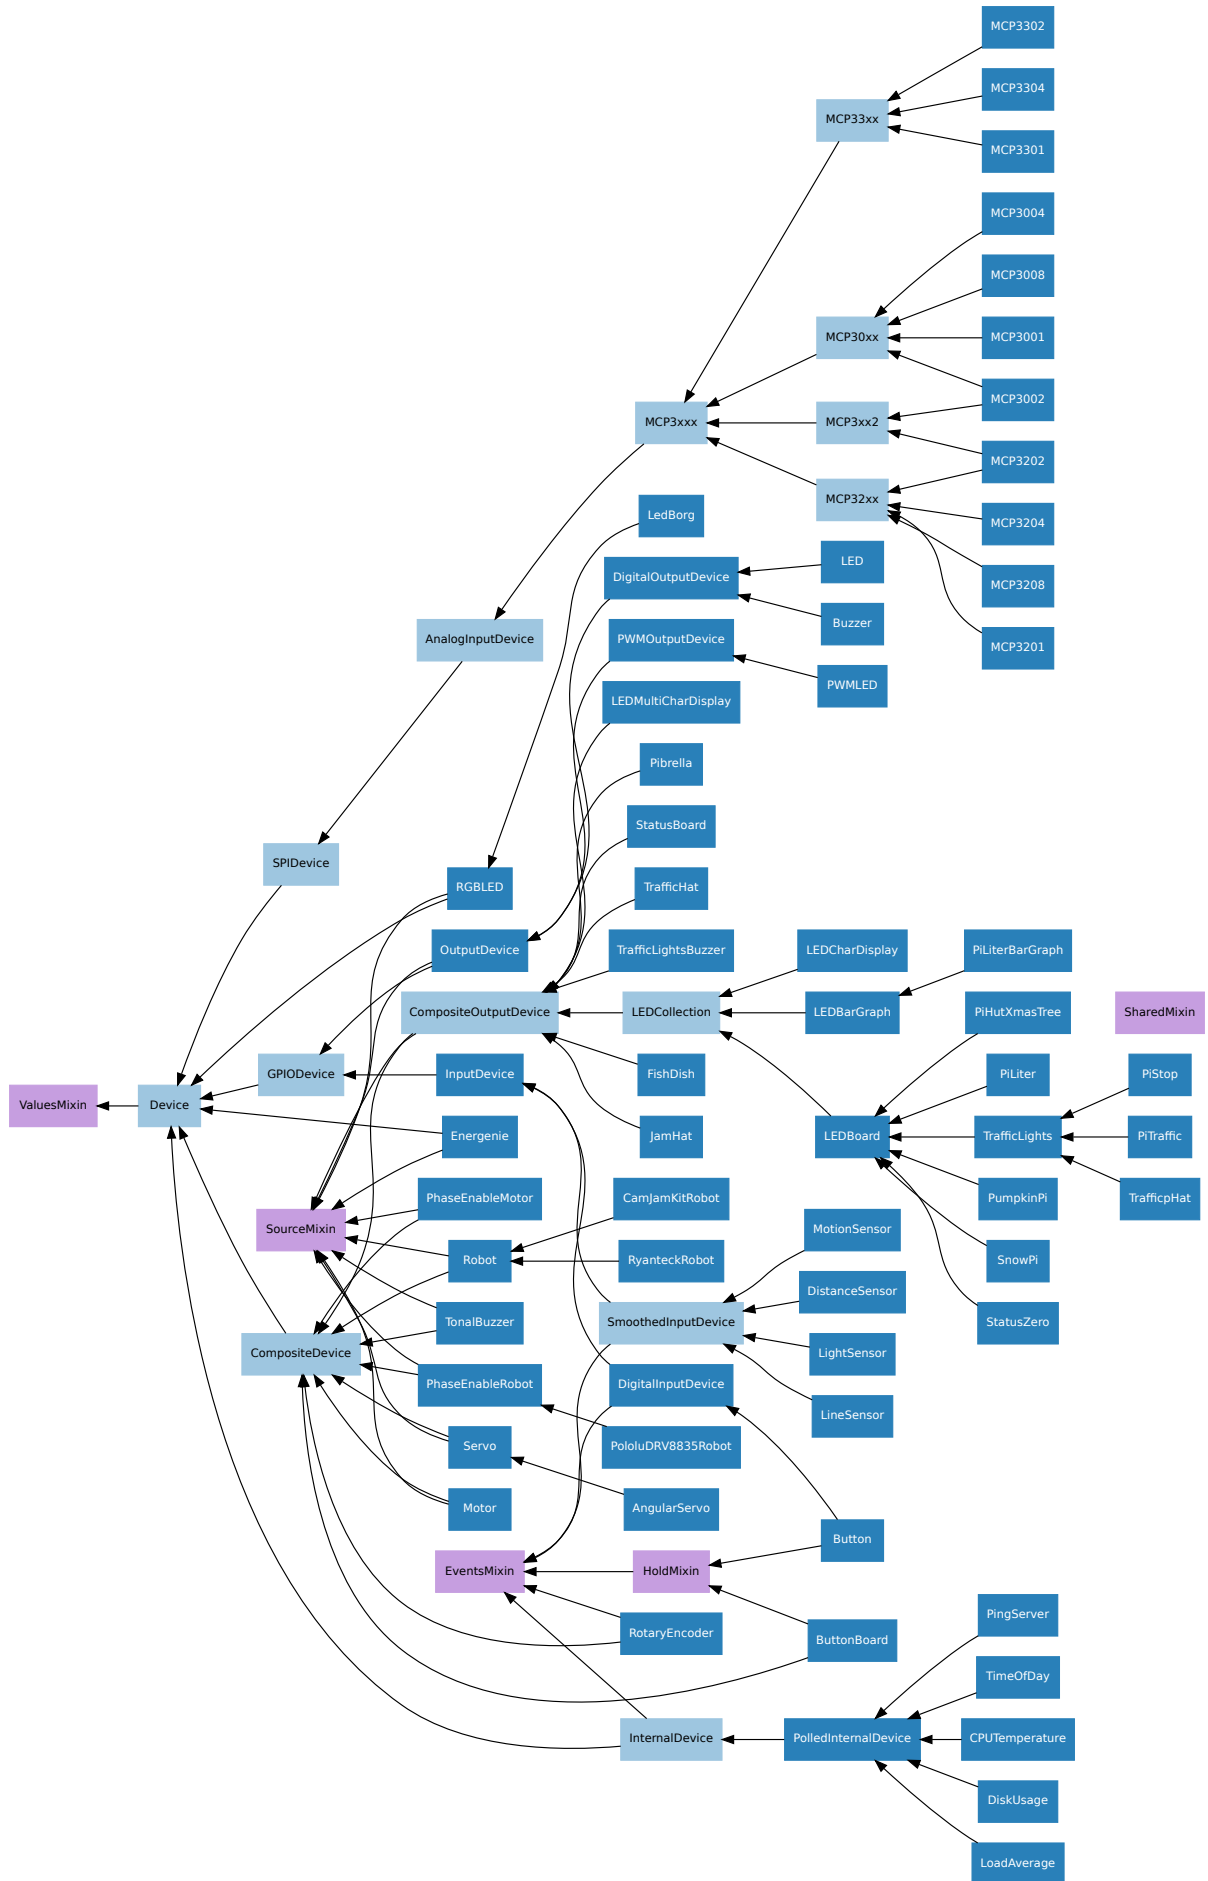 MCP3302
MCP3304
MCP33xx
MCP3301
MCP3004
MCP3008
MCP30xx
MCP3001
MCP3002
MCP3xxx
MCP3xx2
MCP3202
MCP32xx
LedBorg
MCP3204
LED
DigitalOutputDevice
MCP3208
Buzzer
AnalogInputDevice
PWMOutputDevice
MCP3201
PWMLED
LEDMultiCharDisplay
Pibrella
StatusBoard
SPIDevice
RGBLED
TrafficHat
OutputDevice
TrafficLightsBuzzer
LEDCharDisplay
PiLiterBarGraph
CompositeOutputDevice
LEDCollection
LEDBarGraph
PiHutXmasTree
SharedMixin
GPIODevice
InputDevice
FishDish
PiLiter
PiStop
ValuesMixin
Device
Energenie
JamHat
LEDBoard
TrafficLights
PiTraffic
PhaseEnableMotor
CamJamKitRobot
PumpkinPi
TrafficpHat
SourceMixin
MotionSensor
Robot
RyanteckRobot
SnowPi
DistanceSensor
TonalBuzzer
SmoothedInputDevice
StatusZero
CompositeDevice
LightSensor
PhaseEnableRobot
DigitalInputDevice
LineSensor
Servo
PololuDRV8835Robot
Motor
AngularServo
Button
EventsMixin
HoldMixin
PingServer
RotaryEncoder
ButtonBoard
TimeOfDay
InternalDevice
PolledInternalDevice
CPUTemperature
DiskUsage
LoadAverage